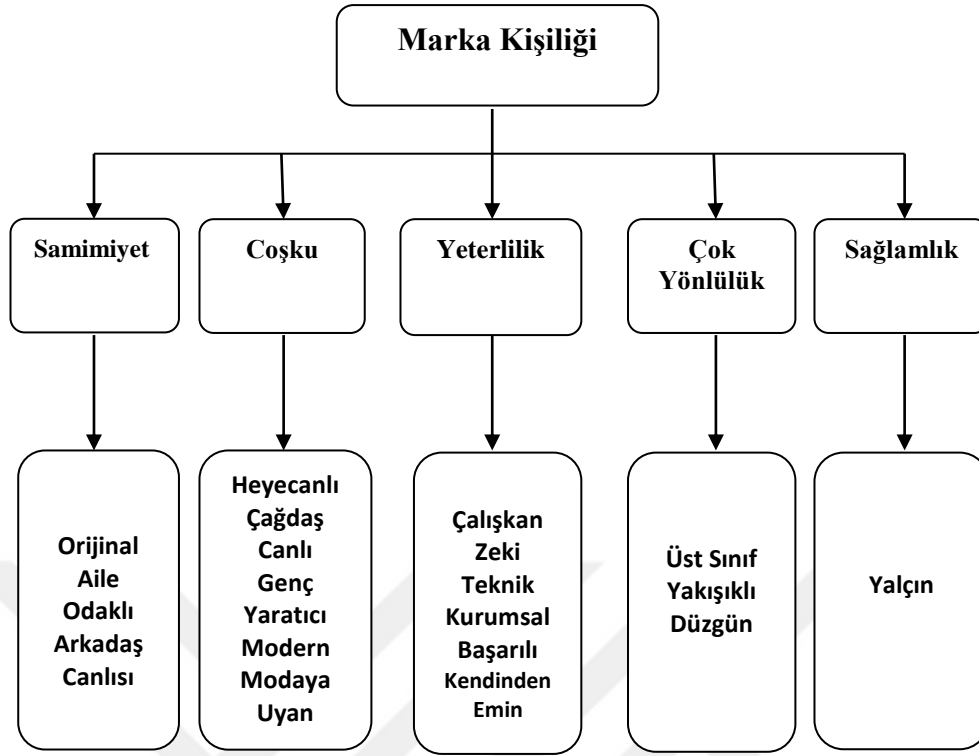 Marka Kişiliği
Samimiyet
Coşku
Yeterlilik
Çok
Yönlülük
Sağlamlık
Orijinal
Aile
Odaklı
Arkadaş
Canlısı
Heyecanlı
Çağdaş
Canlı
Genç
Yaratıcı
Modern
Modaya
Uyan
Çalışkan
Zeki
Teknik
Kurumsal
Başarılı
Kendinden
Emin
Üst Sınıf
Yakışıklı
Düzgün
Yalçın